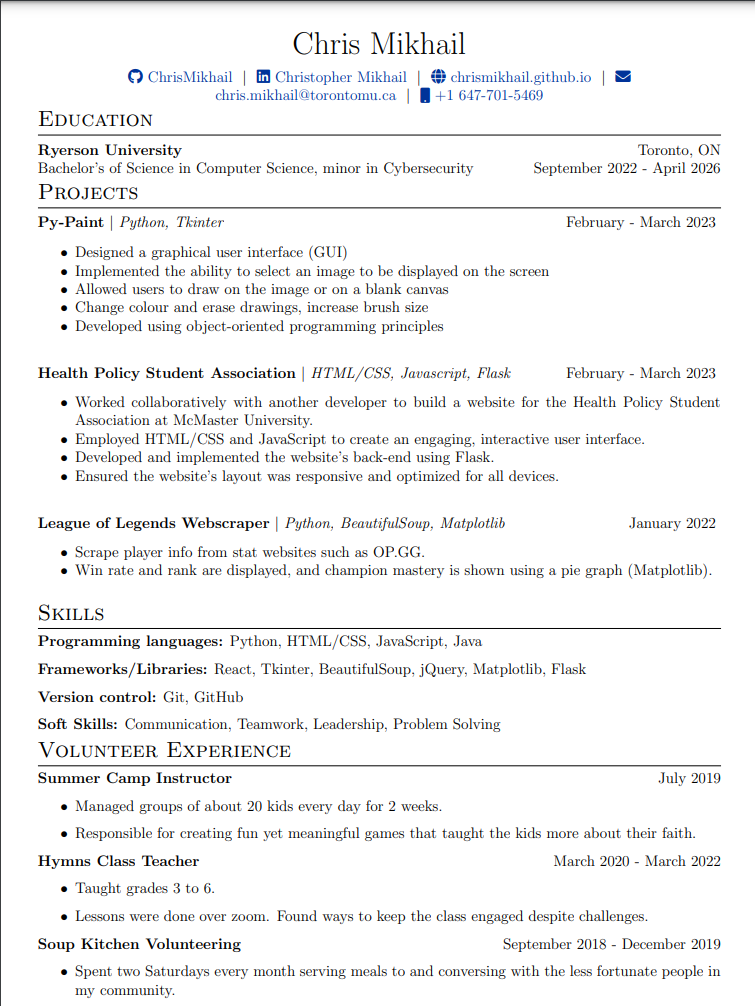 Chris Mikhail
ChrisMikhail | Christopher Mikhail | chrismikhail.github.io |
chris.mikhail@torontomu.ca | +1 647-701-5469
Education
Ryerson University Toronto, ON
Bachelor's of Science in Computer Science, minor in Cybersecurity September 2022 - April 2026
Projects
Py-Paint | Python, Tkinter February - March 2023
• Designed a graphical user interface (GUI)
• Implemented the ability to select an image to be displayed on the screen
• Allowed users to draw on the image or on a blank canvas
• Change colour and erase drawings, increase brush size
• Developed using object-oriented programming principles
Health Policy Student Association | HTML/CSS, Javascript, Flask February - March 2023
• Worked collaboratively with another developer to build a website for the Health Policy Student
Association at McMaster University.
• Employed HTML/CSS and JavaScript to create an engaging, interactive user interface.
• Developed and implemented the website's back-end using Flask.
• Ensured the website's layout was responsive and optimized for all devices.
League of Legends Webscraper | Python, BeautifulSoup, Matplotlib January 2022
• Scrape player info from stat websites such as OP.GG.
• Win rate and rank are displayed, and champion mastery is shown using a pie graph (Matplotlib).
Skills
Programming languages: Python, HTML/CSS, JavaScript, Java
Frameworks/Libraries: React, Tkinter, BeautifulSoup, jQuery, Matplotlib, Flask
Version control: Git, GitHub
Soft Skills: Communication, Teamwork, Leadership, Problem Solving
Volunteer Experience
Summer Camp Instructor July 2019
• Managed groups of about 20 kids every day for 2 weeks.
• Responsible for creating fun yet meaningful games that taught the kids more about their faith.
Hymns Class Teacher March 2020 - March 2022
• Taught grades 3 to 6.
• Lessons were done over zoom. Found ways to keep the class engaged despite challenges.
Soup Kitchen Volunteering September 2018 - December 2019
• Spent two Saturdays every month serving meals to and conversing with the less fortunate people in
my community.